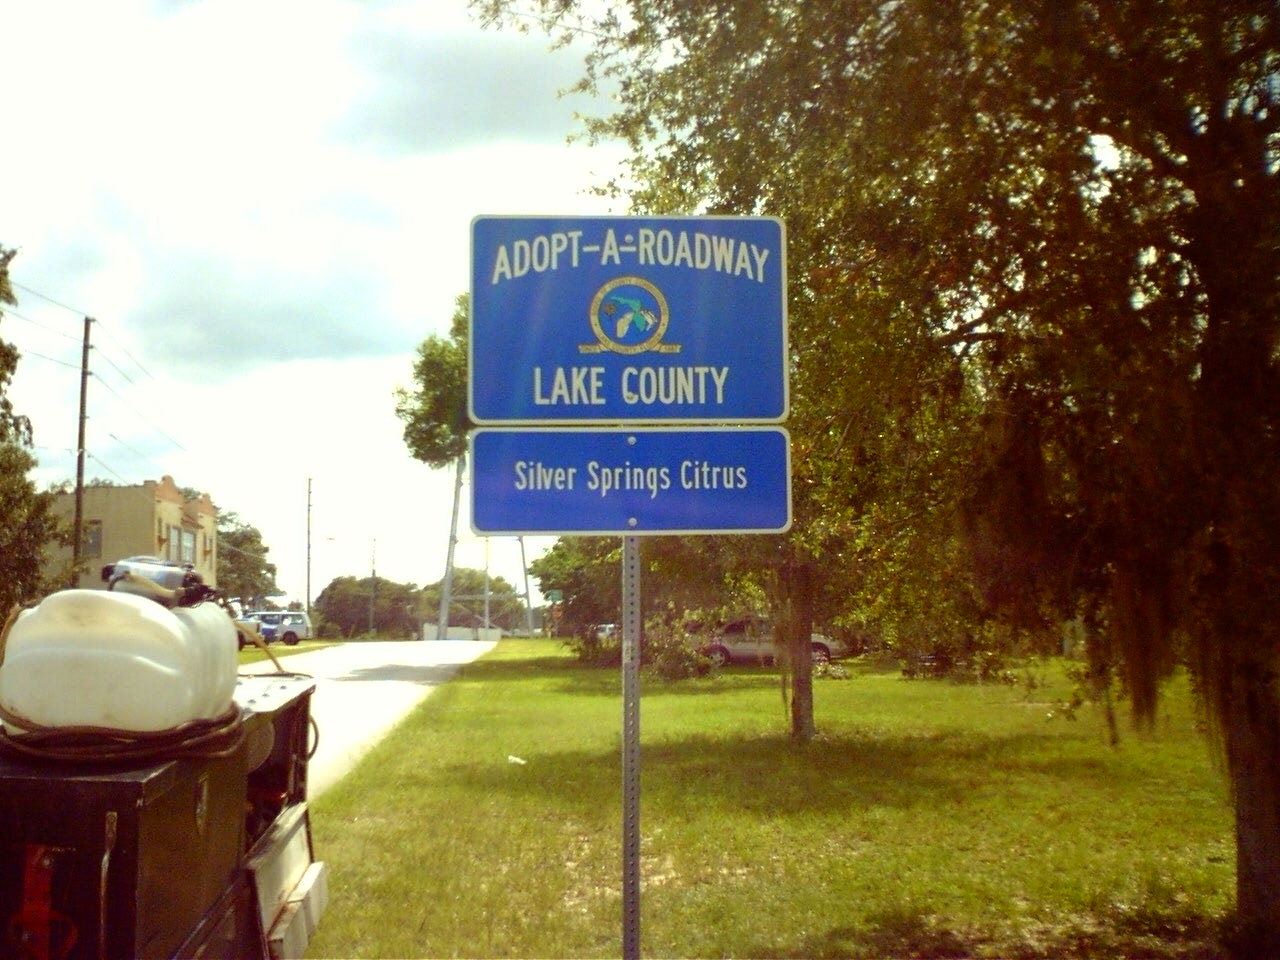 ADOPT-A-ROADWAY
LAKE COUNTY
Silver Springs Citrus